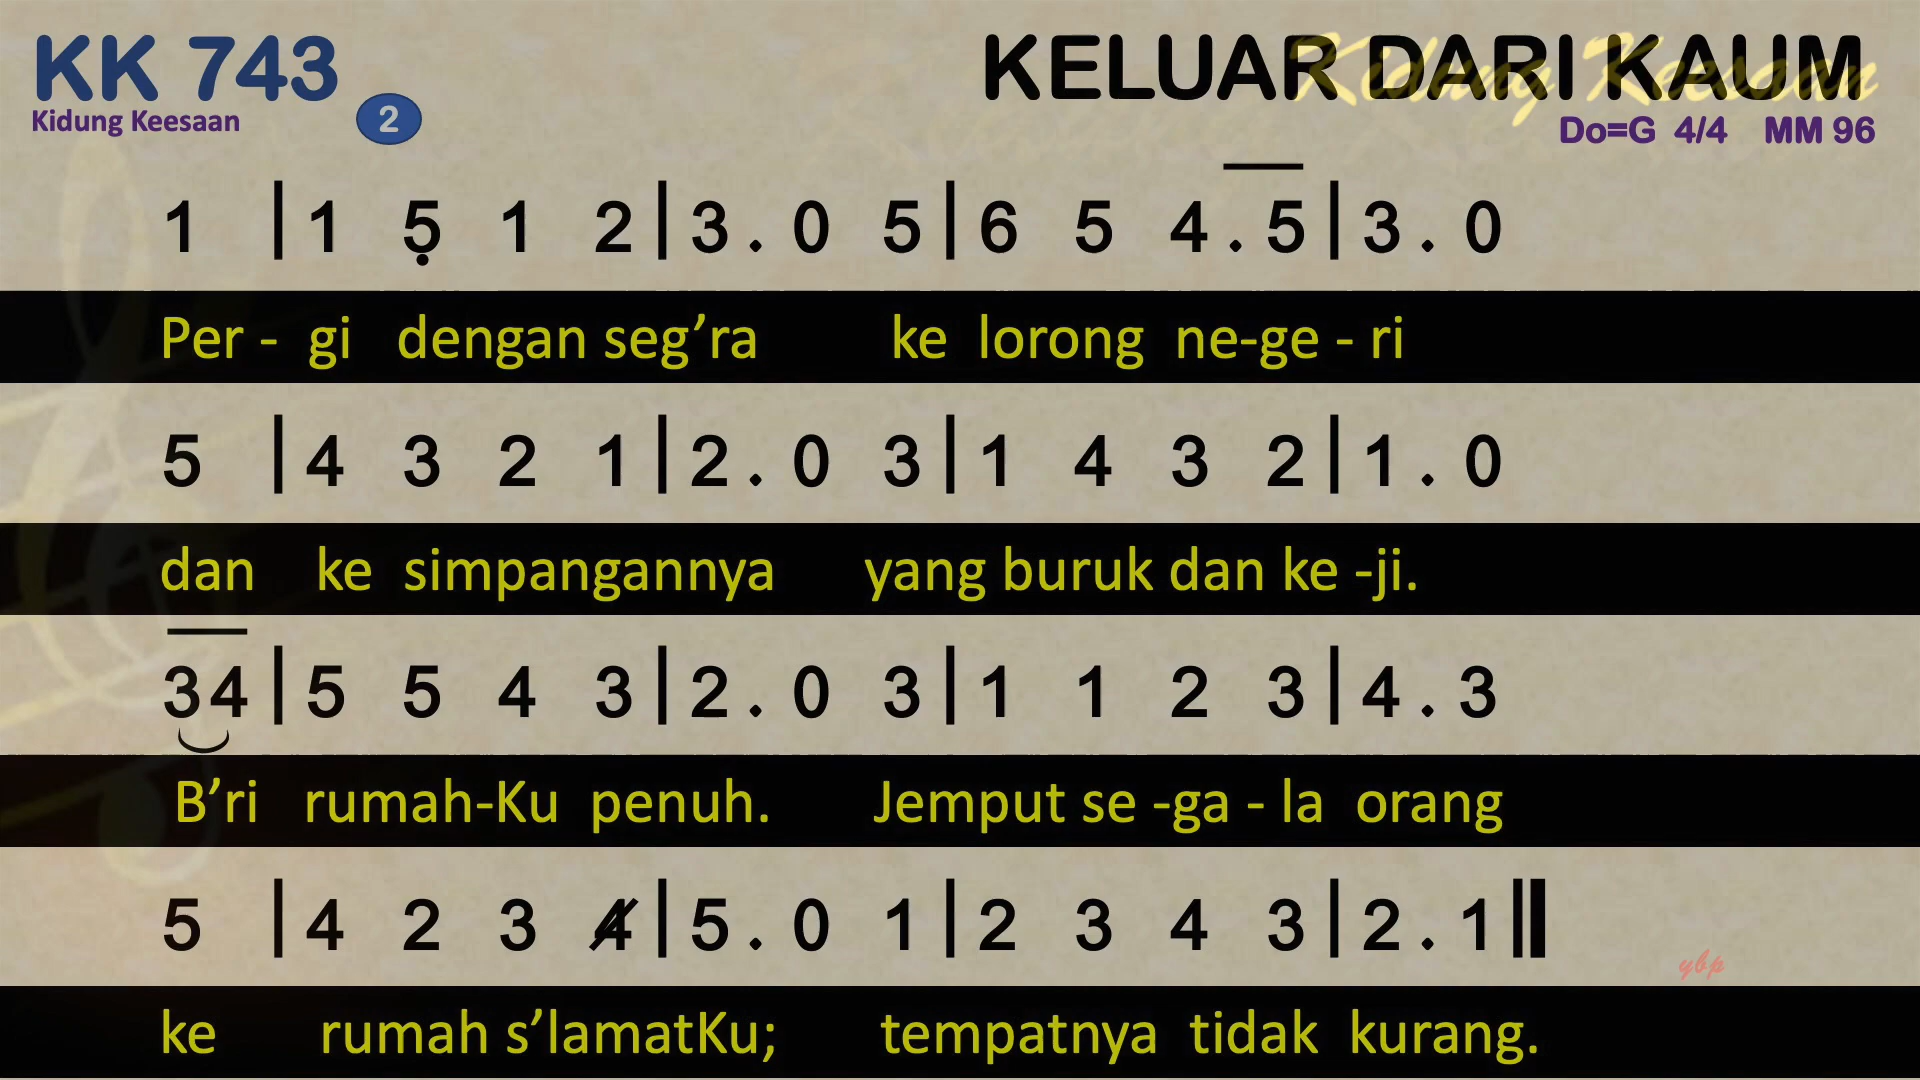 KK 743
Kidung Keesaan
2
KELUAR DARI KAUM
Kidung Keesaan
Do=G 4/4 MM 96
1 | 1 5̣ 1 2 | 3 . 0 5 | 6 5 4 . 5 | 3 . 0
Per - gi dengan seg’ra ke lorong ne-ge - ri
5 | 4 3 2 1 | 2 . 0 3 | 1 4 3 2 | 1 . 0
dan ke simpangannya yang buruk dan ke -ji.
34 | 5 5 4 3 | 2 . 0 3 | 1 1 2 3 | 4 . 3
B’ri rumah-Ku penuh. Jemput se -ga - la orang
5 | 4 2 3 4̸ | 5 . 0 1 | 2 3 4 3 | 2 . 1 ||
ybp
ke rumah s’lamatKu; tempatnya tidak kurang.